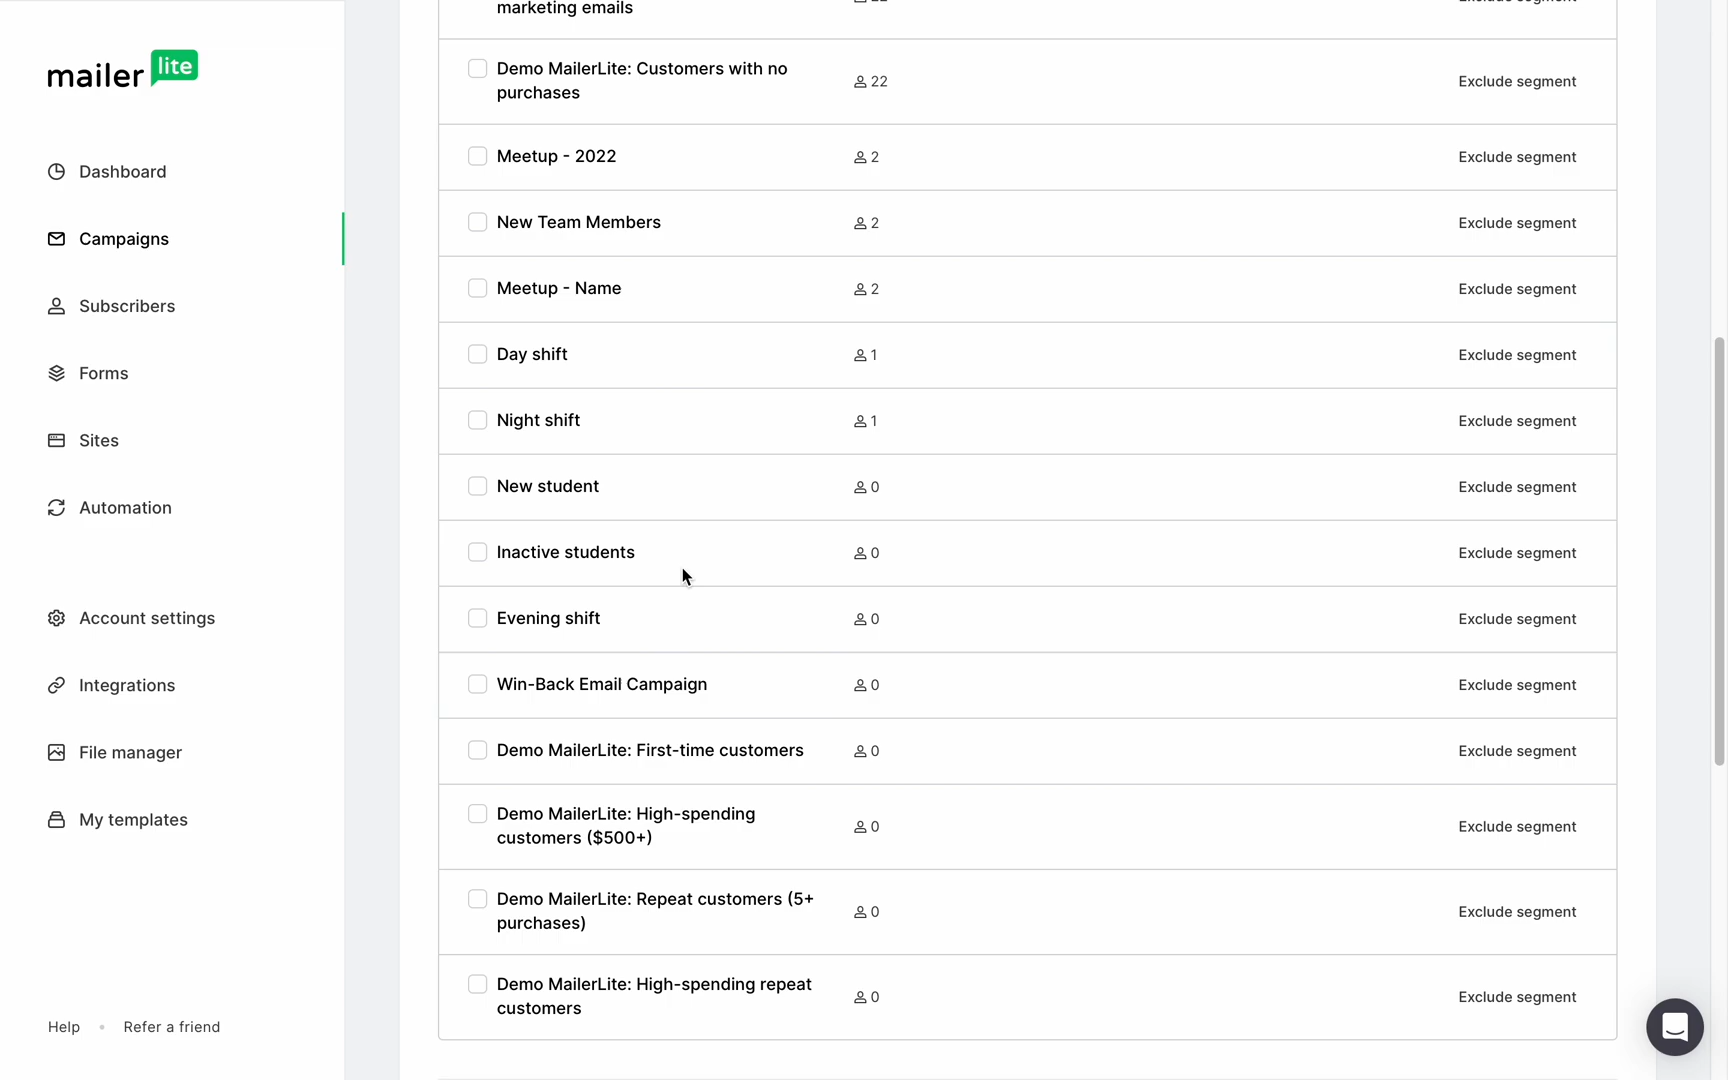 marketing emails
mailer lite
Demo MailerLite: Customers with no
purchases
22
Exclude segment
Dashboard
Meetup - 2022
2
Exclude segment
Campaigns
New Team Members
2
Exclude segment
Subscribers
Meetup - Name
2
Exclude segment
Forms
Day shift
1
Exclude segment
Sites
Night shift
1
Exclude segment
Automation
New student
0
Exclude segment
Inactive students
0
Exclude segment
Account settings
Evening shift
0
Exclude segment
Integrations
Win-Back Email Campaign
0
Exclude segment
File manager
Demo MailerLite: First-time customers
0
Exclude segment
My templates
Demo MailerLite: High-spending
customers ($500+)
0
Exclude segment
Demo MailerLite: Repeat customers (5+
purchases)
0
Exclude segment
Demo MailerLite: High-spending repeat
customers
0
Exclude segment
Help • Refer a friend